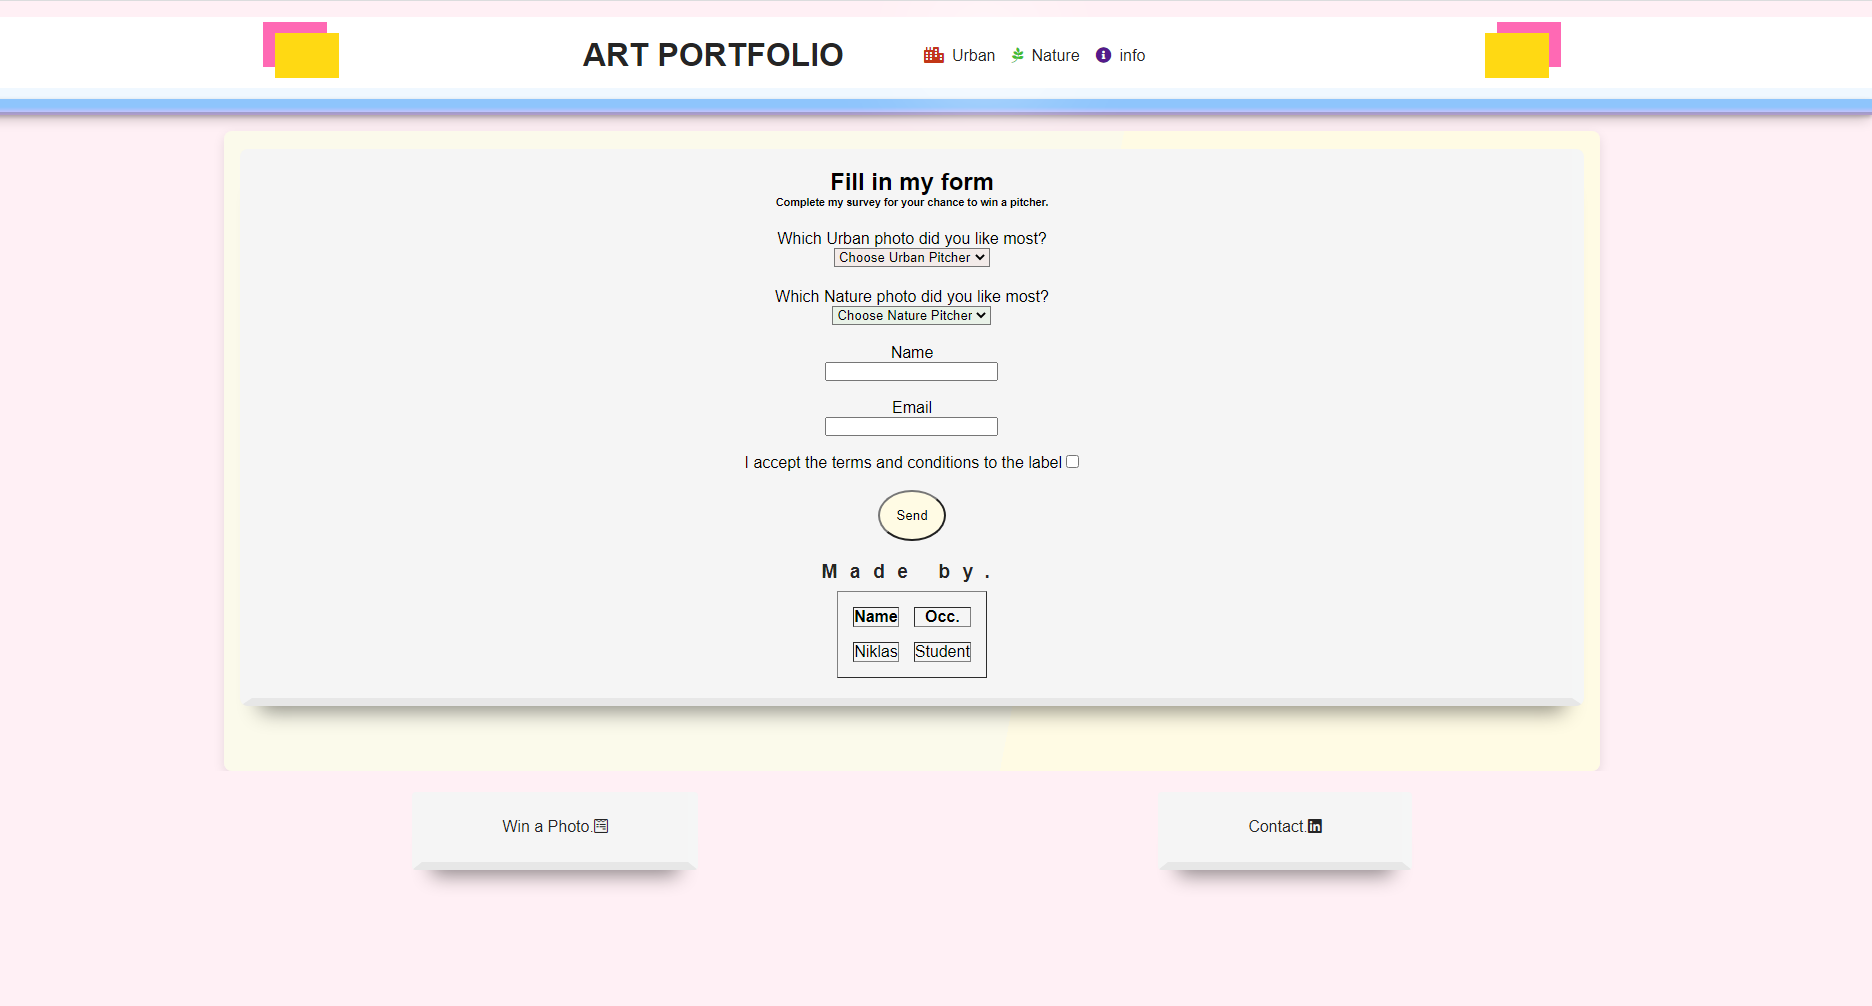 ART PORTFOLIO
Urban Nature info
Fill in my form
Complete my survey for your chance to win a pitcher.
Which Urban photo did you like most?
Choose Urban Pitcher
Which Nature photo did you like most?
Choose Nature Pitcher
Name
Email
I accept the terms and conditions to the label
Send
Made by.
Name Occ.
Niklas Student
Win a Photo.
Contact.